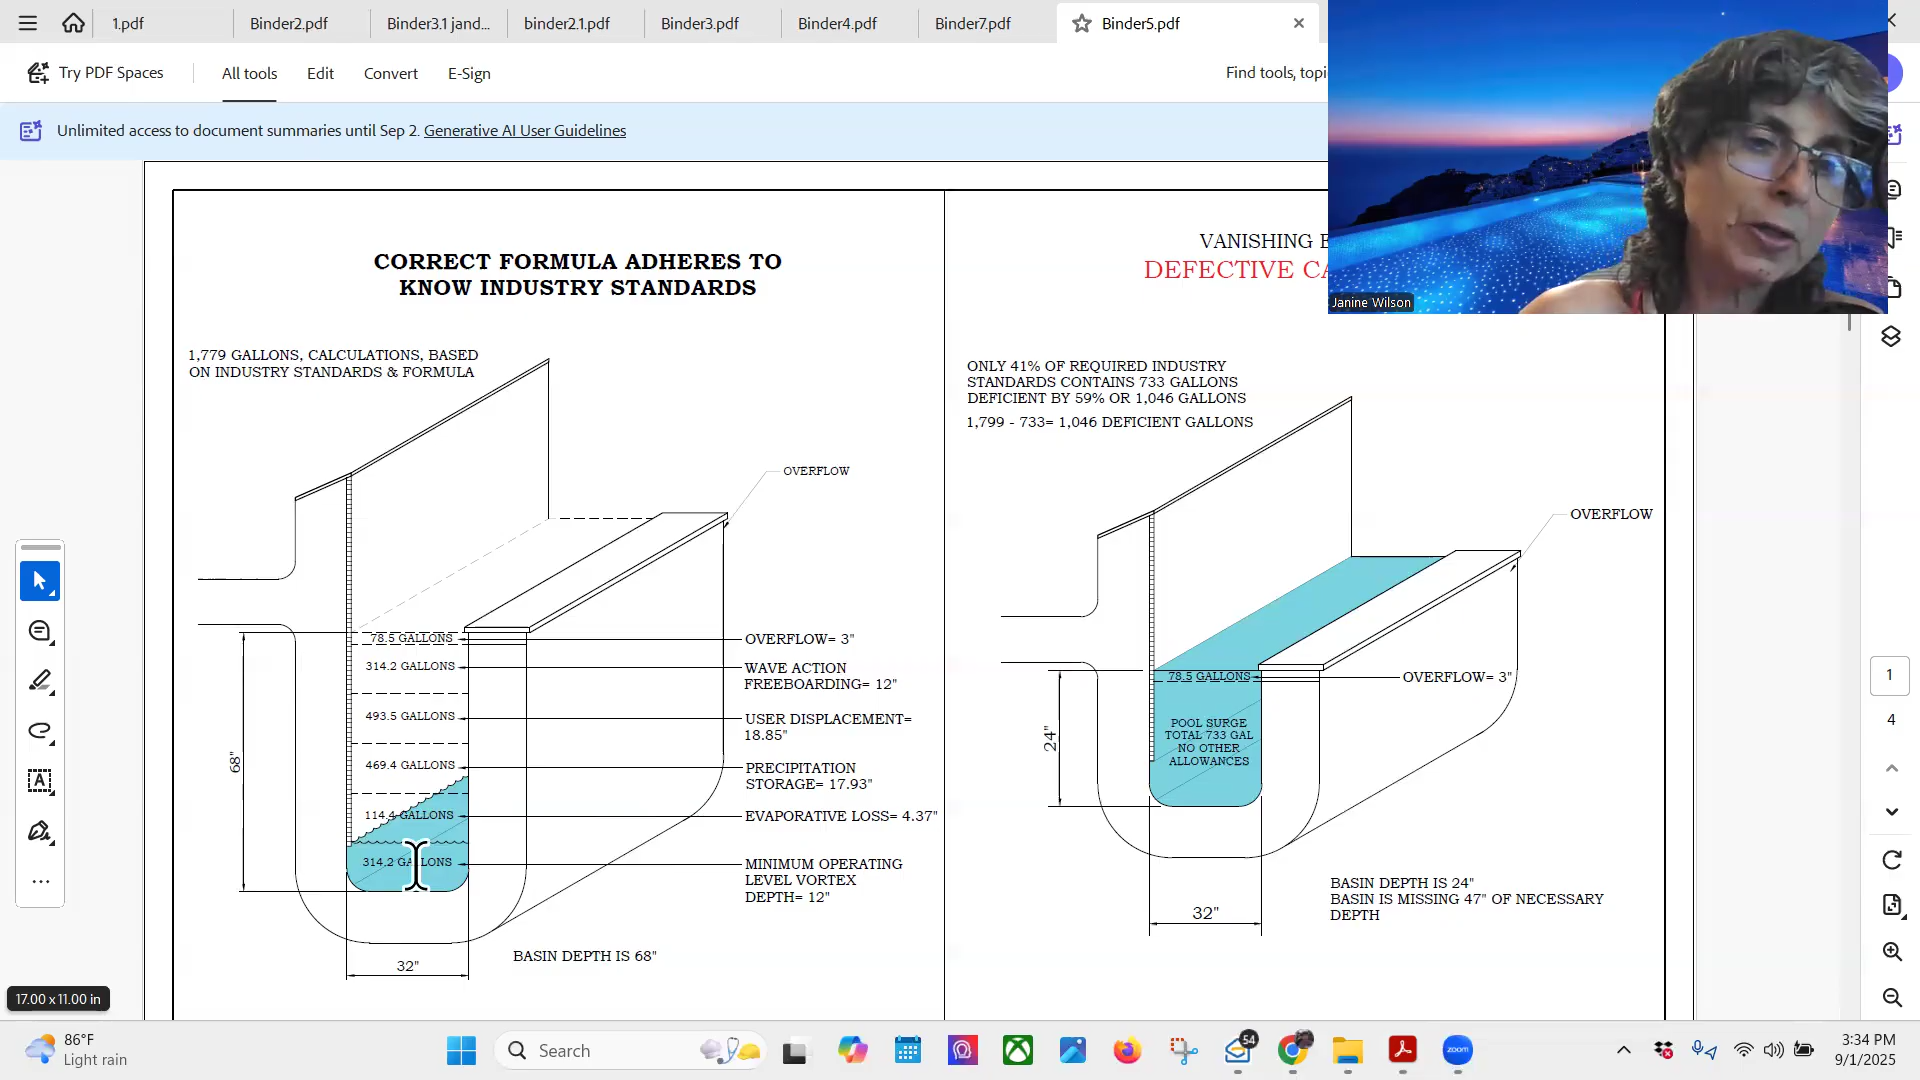 1.pdf
Binder2.pdf
Binder3.1 jand...
binder2.1.pdf
Binder3.pdf
Binder4.pdf
Binder7.pdf
Binder5.pdf
Try PDF Spaces
All tools
Edit
Convert
E-Sign
Find tools, topi
Unlimited access to document summaries until Sep 2. Generative AI User Guidelines
Janine Wilson
CORRECT FORMULA ADHERES TO
KNOW INDUSTRY STANDARDS
1,779 GALLONS, CALCULATIONS, BASED
ON INDUSTRY STANDARDS & FORMULA
OVERFLOW
78.5 GALLONS
OVERFLOW= 3"
314.2 GALLONS
WAVE ACTION
FREEBOARDING= 12"
493.5 GALLONS
USER DISPLACEMENT=
18.85"
469.4 GALLONS
PRECIPITATION
STORAGE= 17.93"
114.4 GALLONS
EVAPORATIVE LOSS= 4.37"
314.2 GALLONS
MINIMUM OPERATING
LEVEL VORTEX
DEPTH= 12"
68"
32"
BASIN DEPTH IS 68"
VANISHING E
DEFECTIVE CA
ONLY 41% OF REQUIRED INDUSTRY
STANDARDS CONTAINS 733 GALLONS
DEFICIENT BY 59% OR 1,046 GALLONS
1,799 - 733= 1,046 DEFICIENT GALLONS
OVERFLOW
78.5 GALLONS
OVERFLOW= 3"
POOL SURGE
TOTAL 733 GAL
NO OTHER
ALLOWANCES
24"
32"
BASIN DEPTH IS 24"
BASIN IS MISSING 47" OF NECESSARY
DEPTH
1
4
17.00 x 11.00 in
86°F
Light rain
Search
54
zoom
3:34 PM
9/1/2025